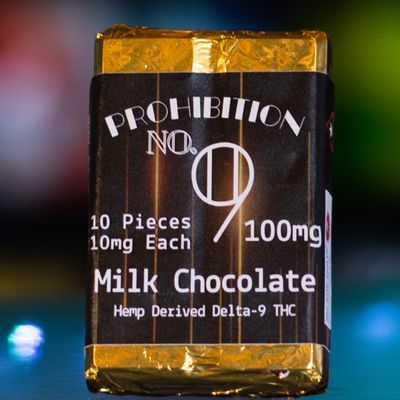 PROHIBITION
NO. 9
10 Pieces
10mg Each
100mg
Milk Chocolate
Hemp Derived Delta-9 THC